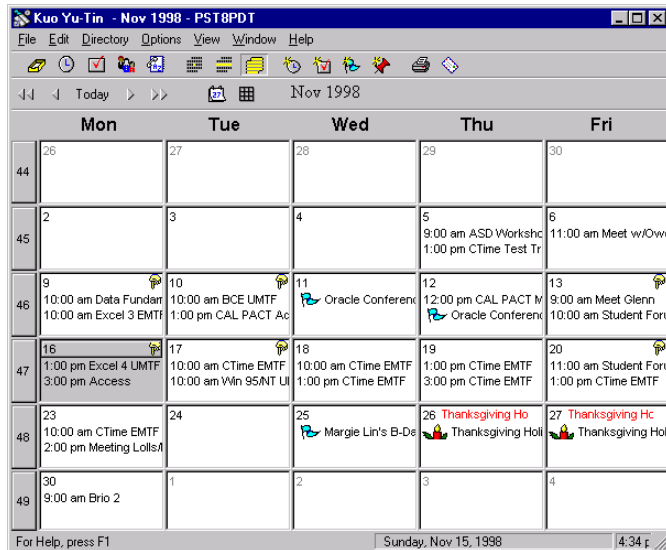 Kuo Yu-Tin - Nov 1998 - PST8PDT
File Edit Directory Options View Window Help
Today Nov 1998
Mon Tue Wed Thu Fri
44
26 27 28 29 30
45
2 3 4 5 6
9:00 am ASD Worksho 11:00 am Meet w/Owe
1:00 pm CTime Test Tr
46
9 10 11 12 13
10:00 am Data Fundam 10:00 am BCE UMTF Oracle Conferenc 12:00 pm CAL PACT M 9:00 am Meet Glenn
10:00 am Excel 3 EMTF 1:00 pm CAL PACT Ac Oracle Conferenc 10:00 am Student Foru
47
16 17 18 19 20
1:00 pm Excel 4 UMTF 10:00 am CTime EMTF 10:00 am CTime EMTF 1:00 pm CTime EMTF 11:00 am Student Foru
3:00 pm Access 10:00 am Win 95/NT UI 1:00 pm CTime EMTF 3:00 pm CTime EMTF 1:00 pm CTime EMTF
48
23 24 25 26 Thanksgiving Ho 27 Thanksgiving Hc
10:00 am CTime EMTF Margie Lin's B-Da Thanksgiving Holi Thanksgiving Hol
2:00 pm Meeting Lolls/
49
30 1 2 3 4
9:00 am Brio 2
For Help, press F1 Sunday, Nov 15, 1998 4:34 p